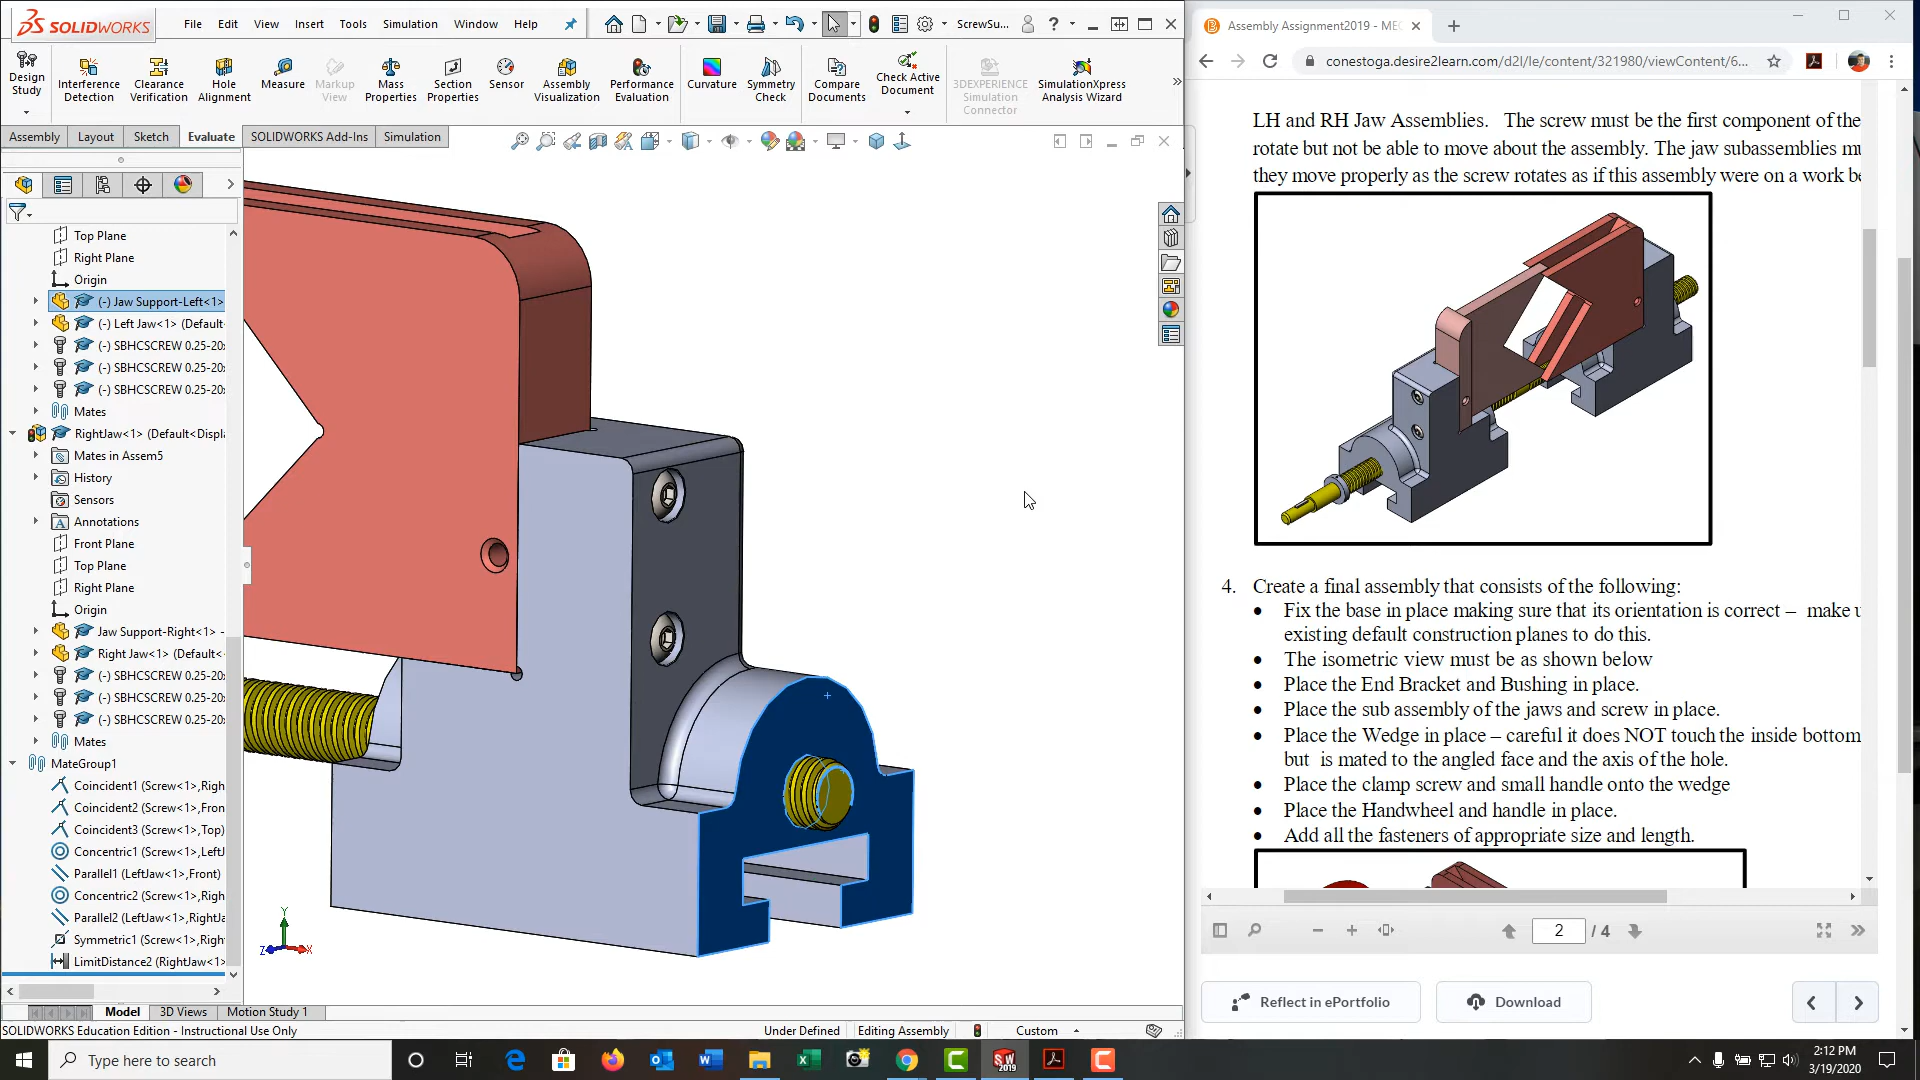 SOLIDWORKS
File Edit View Insert Tools Simulation Window Help
ScrewSu...
Design Study
Interference Detection
Clearance Verification
Hole Alignment
Measure
Markup View
Mass Properties
Section Properties
Sensor
Assembly Visualization
Performance Evaluation
Curvature
Symmetry Check
Compare Documents
Check Active Document
3DEXPERIENCE Simulation Connector
SimulationXpress Analysis Wizard
Assembly Layout Sketch Evaluate SOLIDWORKS Add-Ins Simulation
Top Plane
Right Plane
Origin
(-) Jaw Support-Left<1>
(-) Left Jaw<1> (Default
(-) SBHCSCREW 0.25-20
(-) SBHCSCREW 0.25-20
(-) SBHCSCREW 0.25-20
Mates
RightJaw<1> (Default<Displ
Mates in Assem5
History
Sensors
Annotations
Front Plane
Top Plane
Right Plane
Origin
Jaw Support-Right<1> -
Right Jaw<1> (Default<
(-) SBHCSCREW 0.25-20
(-) SBHCSCREW 0.25-20
(-) SBHCSCREW 0.25-20
Mates
MateGroup1
Coincident1 (Screw<1>,Righ
Coincident2 (Screw<1>,Fron
Coincident3 (Screw<1>,Top)
Concentric1 (Screw<1>,LeftJ
Parallel1 (LeftJaw<1>,Front)
Concentric2 (Screw<1>,Righ
Parallel2 (LeftJaw<1>,RightJa
Symmetric1 (Screw<1>,Righ
LimitDistance2 (RightJaw<1>
Y
Z X
Model 3D Views Motion Study 1
SOLIDWORKS Education Edition - Instructional Use Only
Under Defined Editing Assembly Custom
Assembly Assignment2019 - MEC
conestoga.desire2learn.com/d2l/le/content/321980/viewContent/6...
LH and RH Jaw Assemblies. The screw must be the first component of the
rotate but not be able to move about the assembly. The jaw subassemblies mu
they move properly as the screw rotates as if this assembly were on a work be
4. Create a final assembly that consists of the following:
• Fix the base in place making sure that its orientation is correct – make u
existing default construction planes to do this.
• The isometric view must be as shown below
• Place the End Bracket and Bushing in place.
• Place the sub assembly of the jaws and screw in place.
• Place the Wedge in place – careful it does NOT touch the inside bottom
but is mated to the angled face and the axis of the hole.
• Place the clamp screw and small handle onto the wedge
• Place the Handwheel and handle in place.
• Add all the fasteners of appropriate size and length.
2 / 4
Reflect in ePortfolio
Download
Type here to search
SW 2019
2:12 PM
3/19/2020